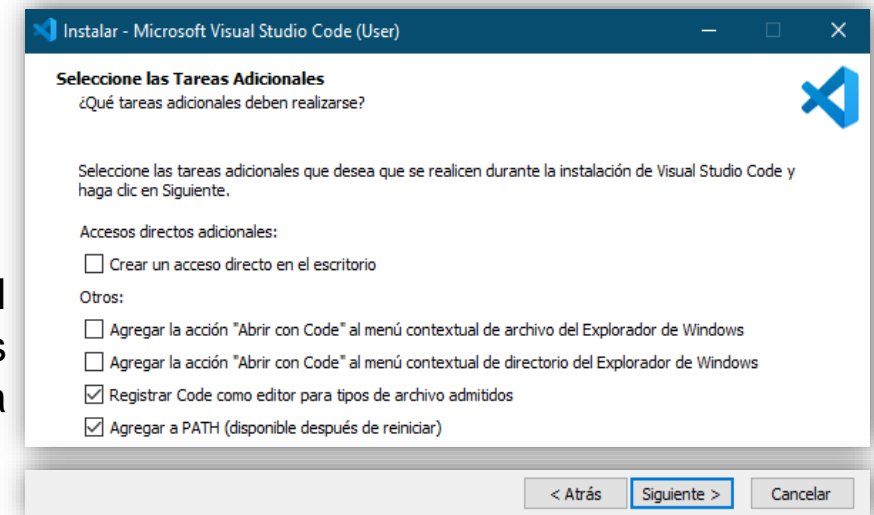 Instalar - Microsoft Visual Studio Code (User)
Seleccione las Tareas Adicionales
¿Qué tareas adicionales deben realizarse?
Seleccione las tareas adicionales que desea que se realicen durante la instalación de Visual Studio Code y
haga clic en Siguiente.
Accesos directos adicionales:
Crear un acceso directo en el escritorio
Otros:
Agregar la acción "Abrir con Code" al menú contextual de archivo del Explorador de Windows
Agregar la acción "Abrir con Code" al menú contextual de directorio del Explorador de Windows
Registrar Code como editor para tipos de archivo admitidos
Agregar a PATH (disponible después de reiniciar)
< Atrás Siguiente > Cancelar